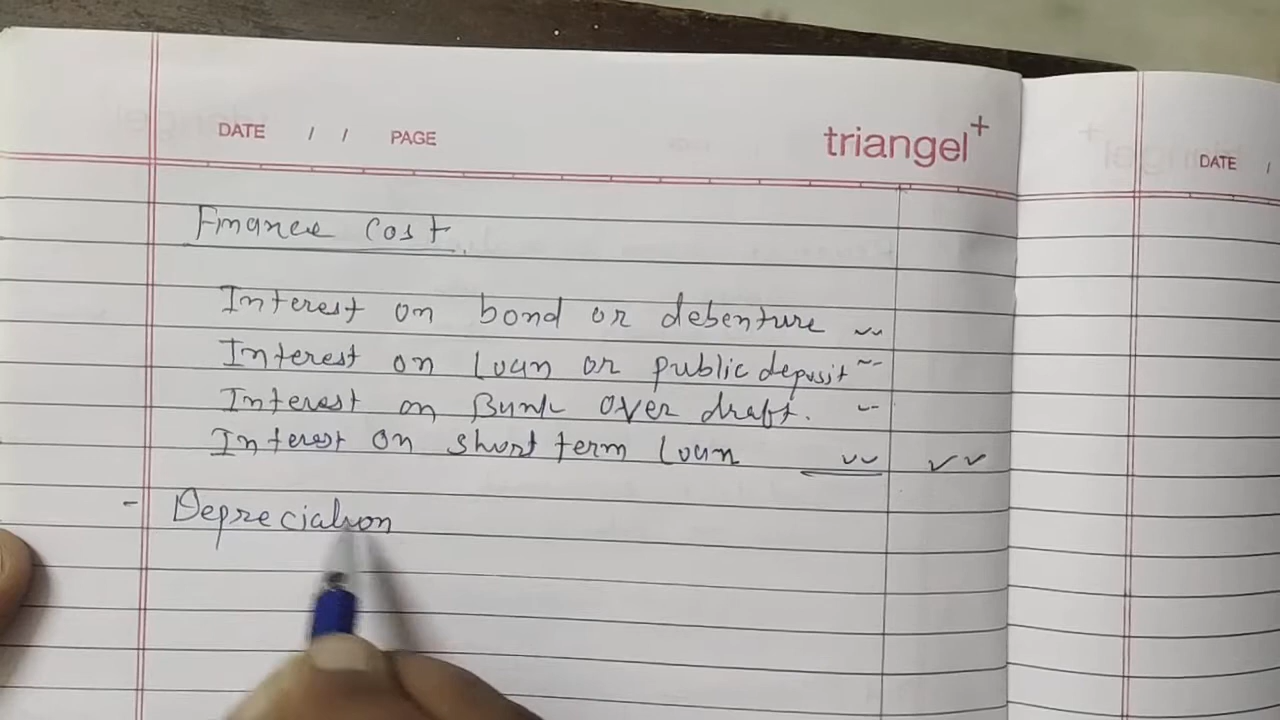 DATE / / PAGE triangel+
DATE /
Finance Cost.
Interest on bond or debenture
Interest on Loan or public deposit
Interest on Bank over draft.
Interest on short term Loan
- Depreciation